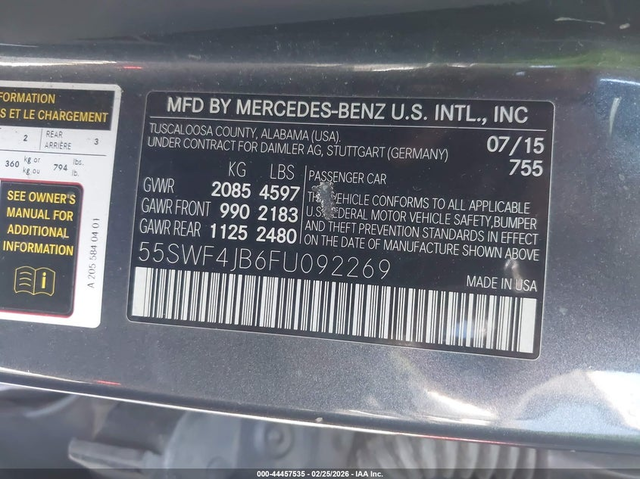 FORMATION
S ET LE CHARGEMENT
2 REAR ARRIÈRE 3
360 kg or kg ou 794 lbs. lb.
SEE OWNER'S
MANUAL FOR
ADDITIONAL
INFORMATION
A 205 584 04 01
MFD BY MERCEDES-BENZ U.S. INTL., INC
TUSCALOOSA COUNTY, ALABAMA (USA).
UNDER CONTRACT FOR DAIMLER AG, STUTTGART (GERMANY)
07/15
755
KG LBS
GVWR 2085 4597
GAWR FRONT 990 2183
GAWR REAR 1125 2480
PASSENGER CAR
VEHICLE CONFORMS TO ALL APPLICABLE
U.S. FEDERAL MOTOR VEHICLE SAFETY, BUMPER
AND THEFT PREVENTION STANDARDS IN EFFECT
ON THE DATE OF MANUFACTURE SHOWN ABOVE
55SWF4JB6FU092269
MADE IN USA
000-44457535 - 02/25/2026 - IAA Inc.